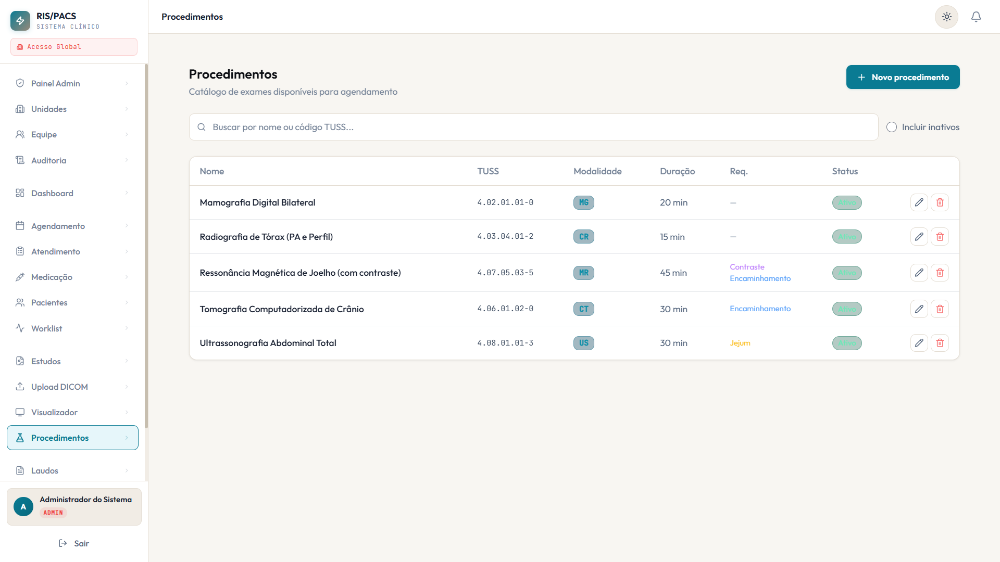 RIS/PACS
SISTEMA CLÍNICO
Acesso Global
Painel Admin
Unidades
Equipe
Auditoria
Dashboard
Agendamento
Atendimento
Medicação
Pacientes
Worklist
Estudos
Upload DICOM
Visualizador
Procedimentos
Laudos
A
Administrador do Sistema
ADMIN
Sair
Procedimentos
Procedimentos
Catálogo de exames disponíveis para agendamento
+ Novo procedimento
Buscar por nome ou código TUSS...
Incluir inativos
Nome TUSS Modalidade Duração Req. Status
Mamografia Digital Bilateral 4.02.01.01-0 MG 20 min — Ativo
Radiografia de Tórax (PA e Perfil) 4.03.04.01-2 CR 15 min — Ativo
Ressonância Magnética de Joelho (com contraste) 4.07.05.03-5 MR 45 min Contraste Encaminhamento Ativo
Tomografia Computadorizada de Crânio 4.06.01.02-0 CT 30 min Encaminhamento Ativo
Ultrassonografia Abdominal Total 4.08.01.01-3 US 30 min Jejum Ativo